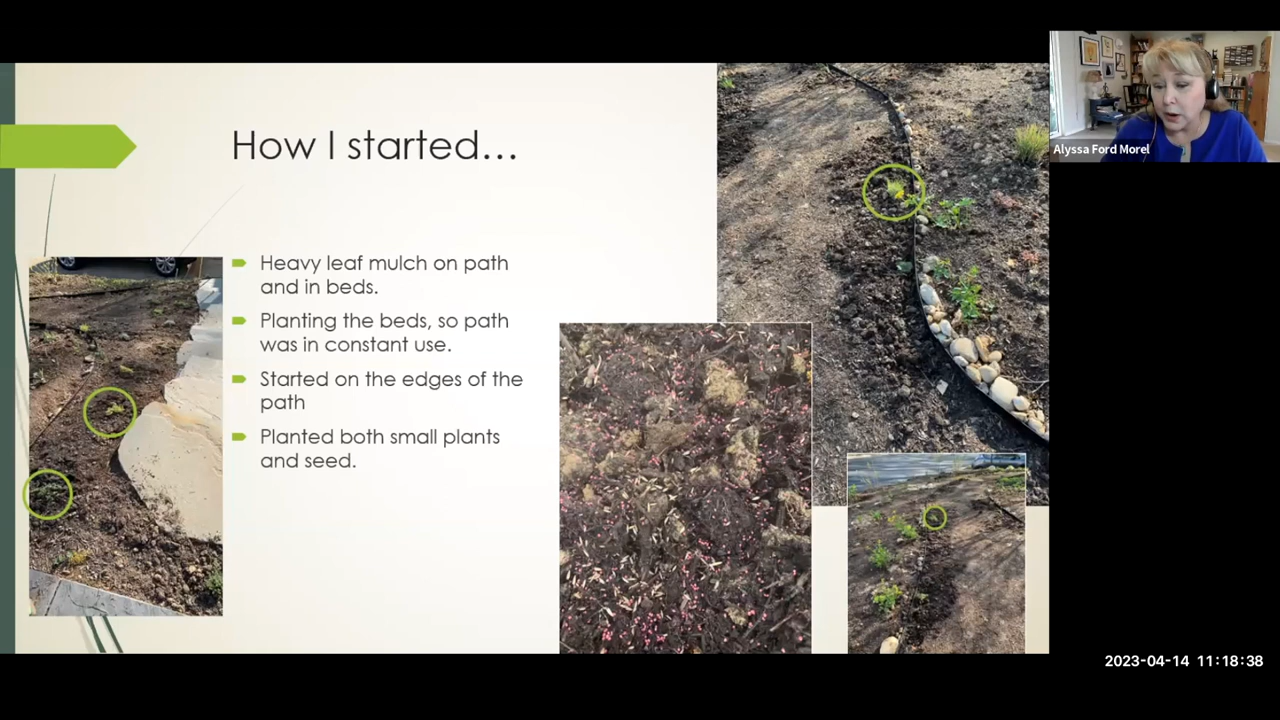 How I started...
Heavy leaf mulch on path
and in beds.
Planting the beds, so path
was in constant use.
Started on the edges of the
path
Planted both small plants
and seed.
Alyssa Ford Morel
2023-04-14 11:18:38